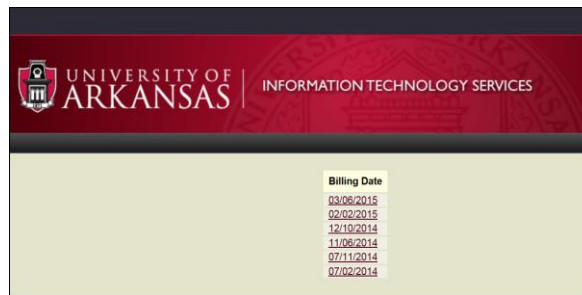 UNIVERSITY OF
ARKANSAS
INFORMATION TECHNOLOGY SERVICES
Billing Date
03/06/2015
02/02/2015
12/10/2014
11/06/2014
07/11/2014
07/02/2014